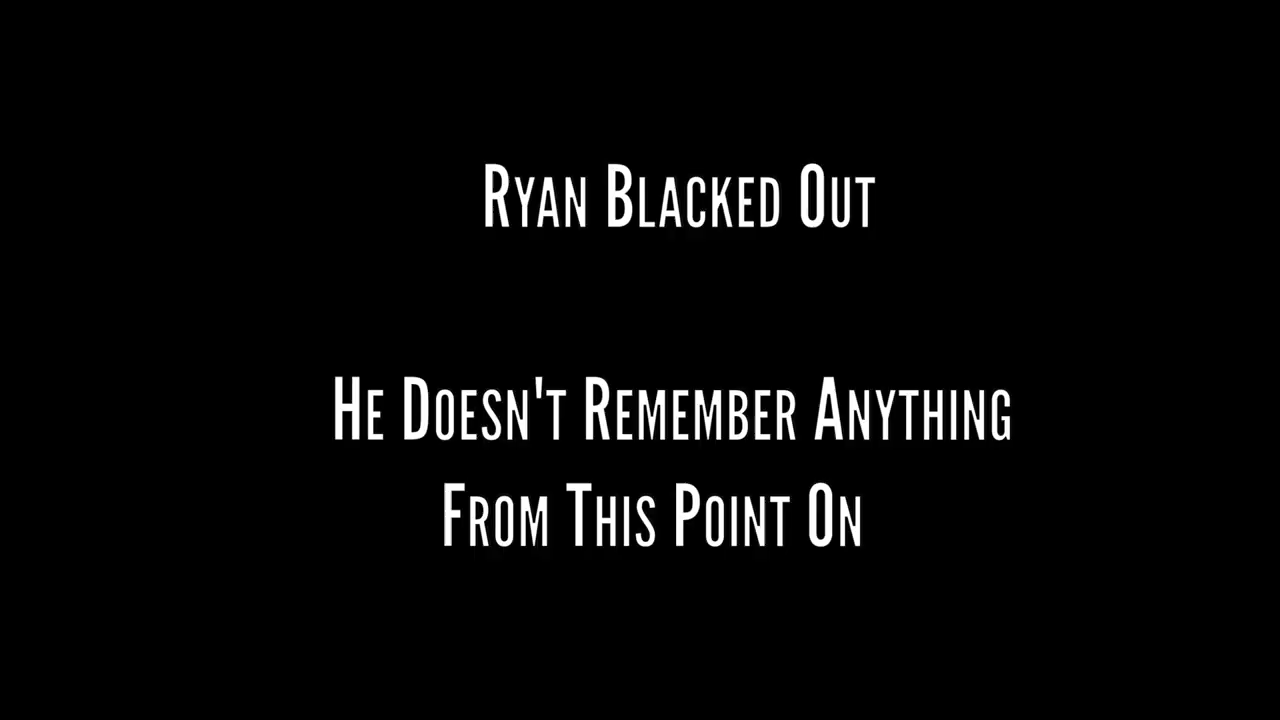 Ryan Blacked Out
He Doesn't Remember Anything
From This Point On